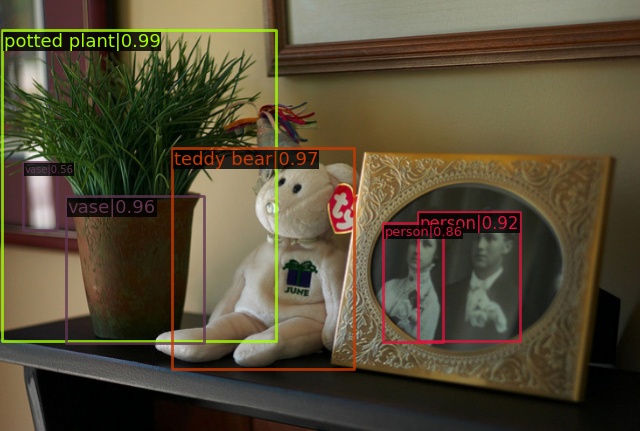 potted plant|0.99
teddy bear|0.97
vase|0.56
vase|0.96
person|0.92
person|0.86
ty
JUNE